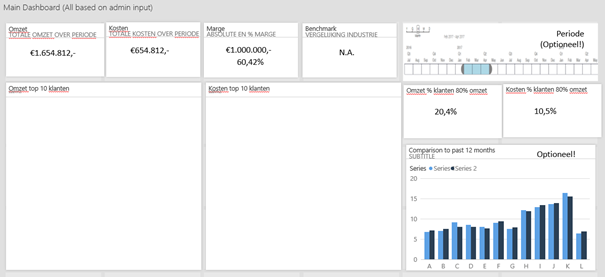 Main Dashboard (All based on admin input)
Omzet
TOTALE OMZET OVER PERIODE
€1.654.812,-
Kosten
TOTALE KOSTEN OVER PERIODE
€654.812,-
Marge
ABSOLUTE EN % MARGE
€1.000.000,-
60,42%
Benchmark
VERGELIJKING INDUSTRIE
N.A.
Periode
(Optioneel!)
Omzet top 10 klanten
Kosten top 10 klanten
Omzet % klanten 80% omzet
20,4%
Kosten % klanten 80% omzet
10,5%
Comparison to past 12 months
SUBTITLE
Optioneel!
Series Series Series 2
20
15
10
5
0
A B C D E F G H I J K L